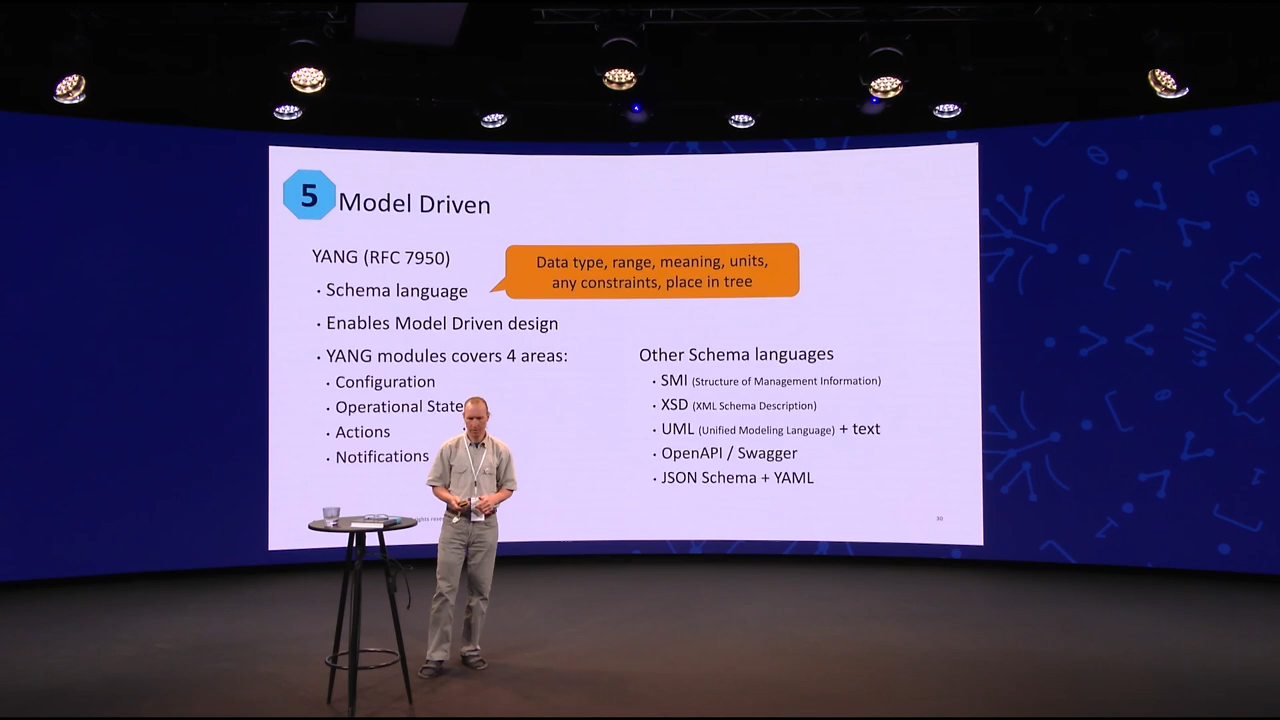 5
Model Driven
YANG (RFC 7950)
Data type, range, meaning, units,
any constraints, place in tree
· Schema language
· Enables Model Driven design
· YANG modules covers 4 areas:
· Configuration
· Operational State
· Actions
· Notifications
Other Schema languages
· SMI (Structure of Management Information)
· XSD (XML Schema Description)
· UML (Unified Modeling Language) + text
· OpenAPI / Swagger
· JSON Schema + YAML
30